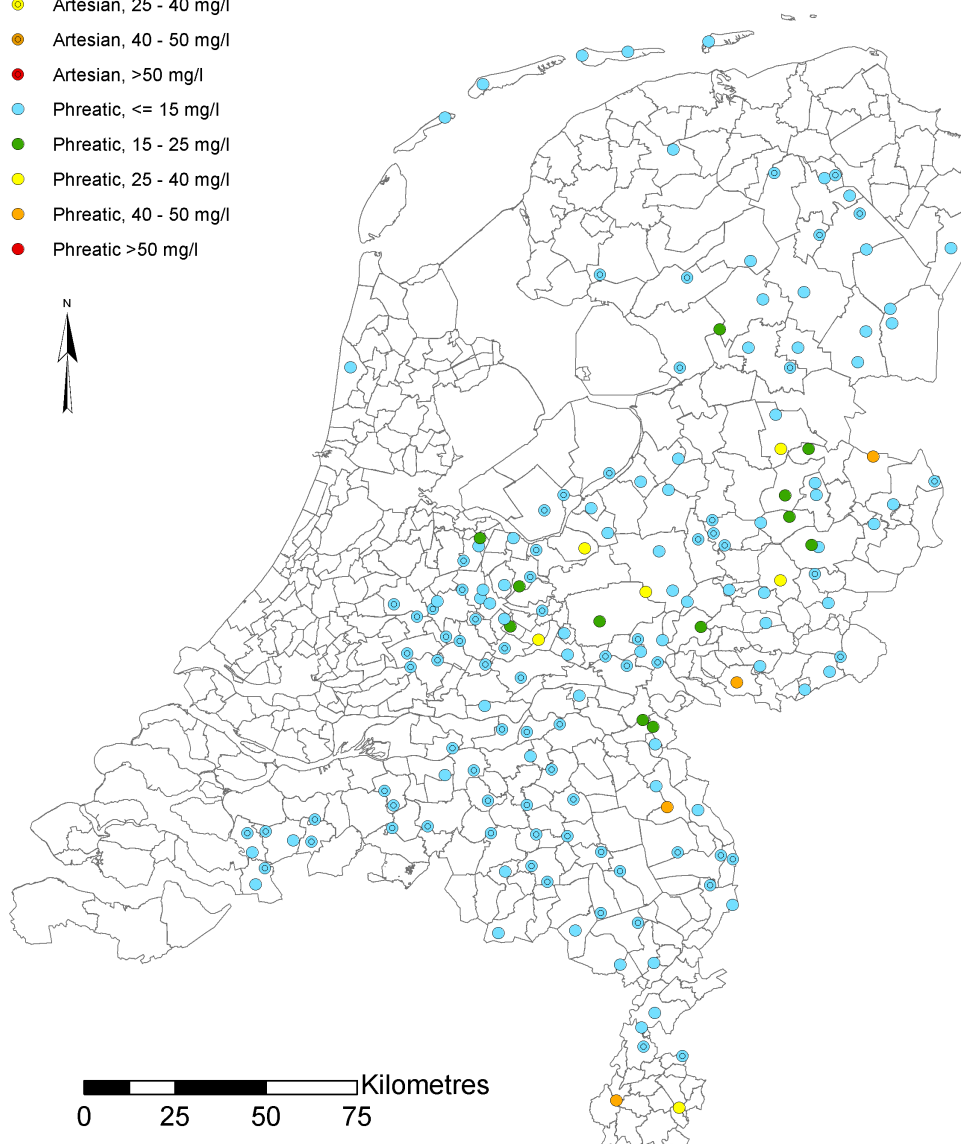 Artesian, 25 - 40 mg/l
Artesian, 40 - 50 mg/l
Artesian, >50 mg/l
Phreatic, <= 15 mg/l
Phreatic, 15 - 25 mg/l
Phreatic, 25 - 40 mg/l
Phreatic, 40 - 50 mg/l
Phreatic >50 mg/l
N
Kilometres
0 25 50 75